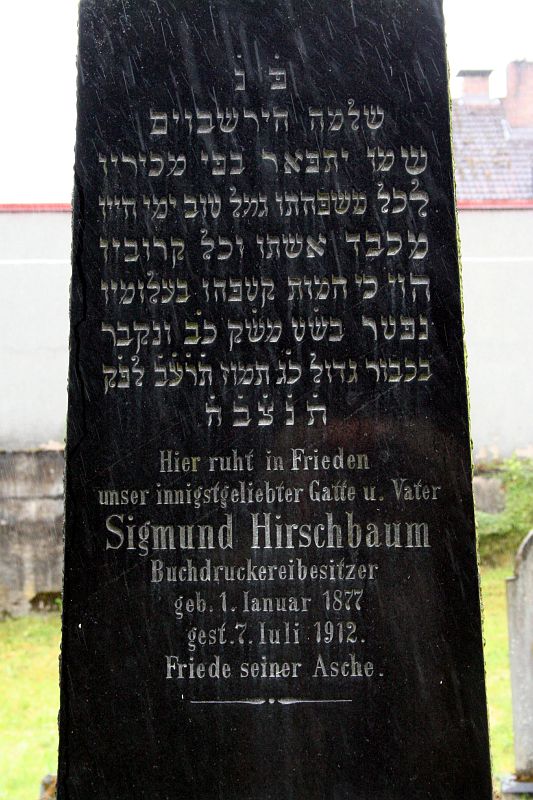 פ נ
שלמה הירשבוים
שמו יתפאר בפי מכיריו
לכל משפחתו גמל טוב ימי חייו
מכבד אשתו וכל קרוביו
הוי כי המות קטפהו בעלומיו
נפטר בשט משק כב ונקבר
בכבוד גדול כג תמוז תרעב לפק
ת נ צ ב ה
Hier ruht in Frieden
unser innigstgeliebter Gatte u. Vater
Sigmund Hirschbaum
Buchdruckereibesitzer
geb. 1. Ianuar 1877
gest. 7. Iuli 1912.
Friede seiner Asche.